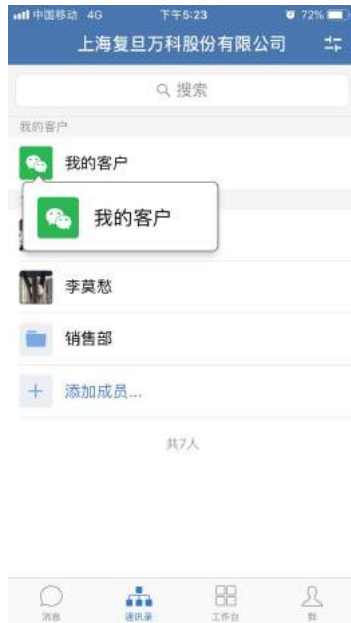 中国移动 4G 下午5:23 72%
上海复旦万科股份有限公司
搜索
我的客户
我的客户
我的客户
李莫愁
销售部
添加成员...
共7人
消息 通讯录 工作台 我